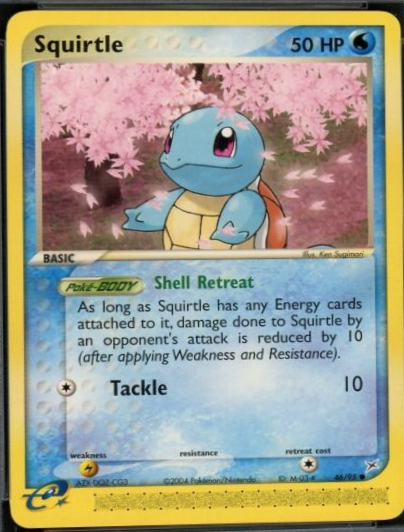 Squirtle 50 HP
BASIC Illus. Ken Sugimori
Poké-BODY Shell Retreat
As long as Squirtle has any Energy cards
attached to it, damage done to Squirtle by
an opponent's attack is reduced by 10
(after applying Weakness and Resistance).
Tackle 10
weakness resistance retreat cost
©2004 Pokémon/Nintendo
46/95
e